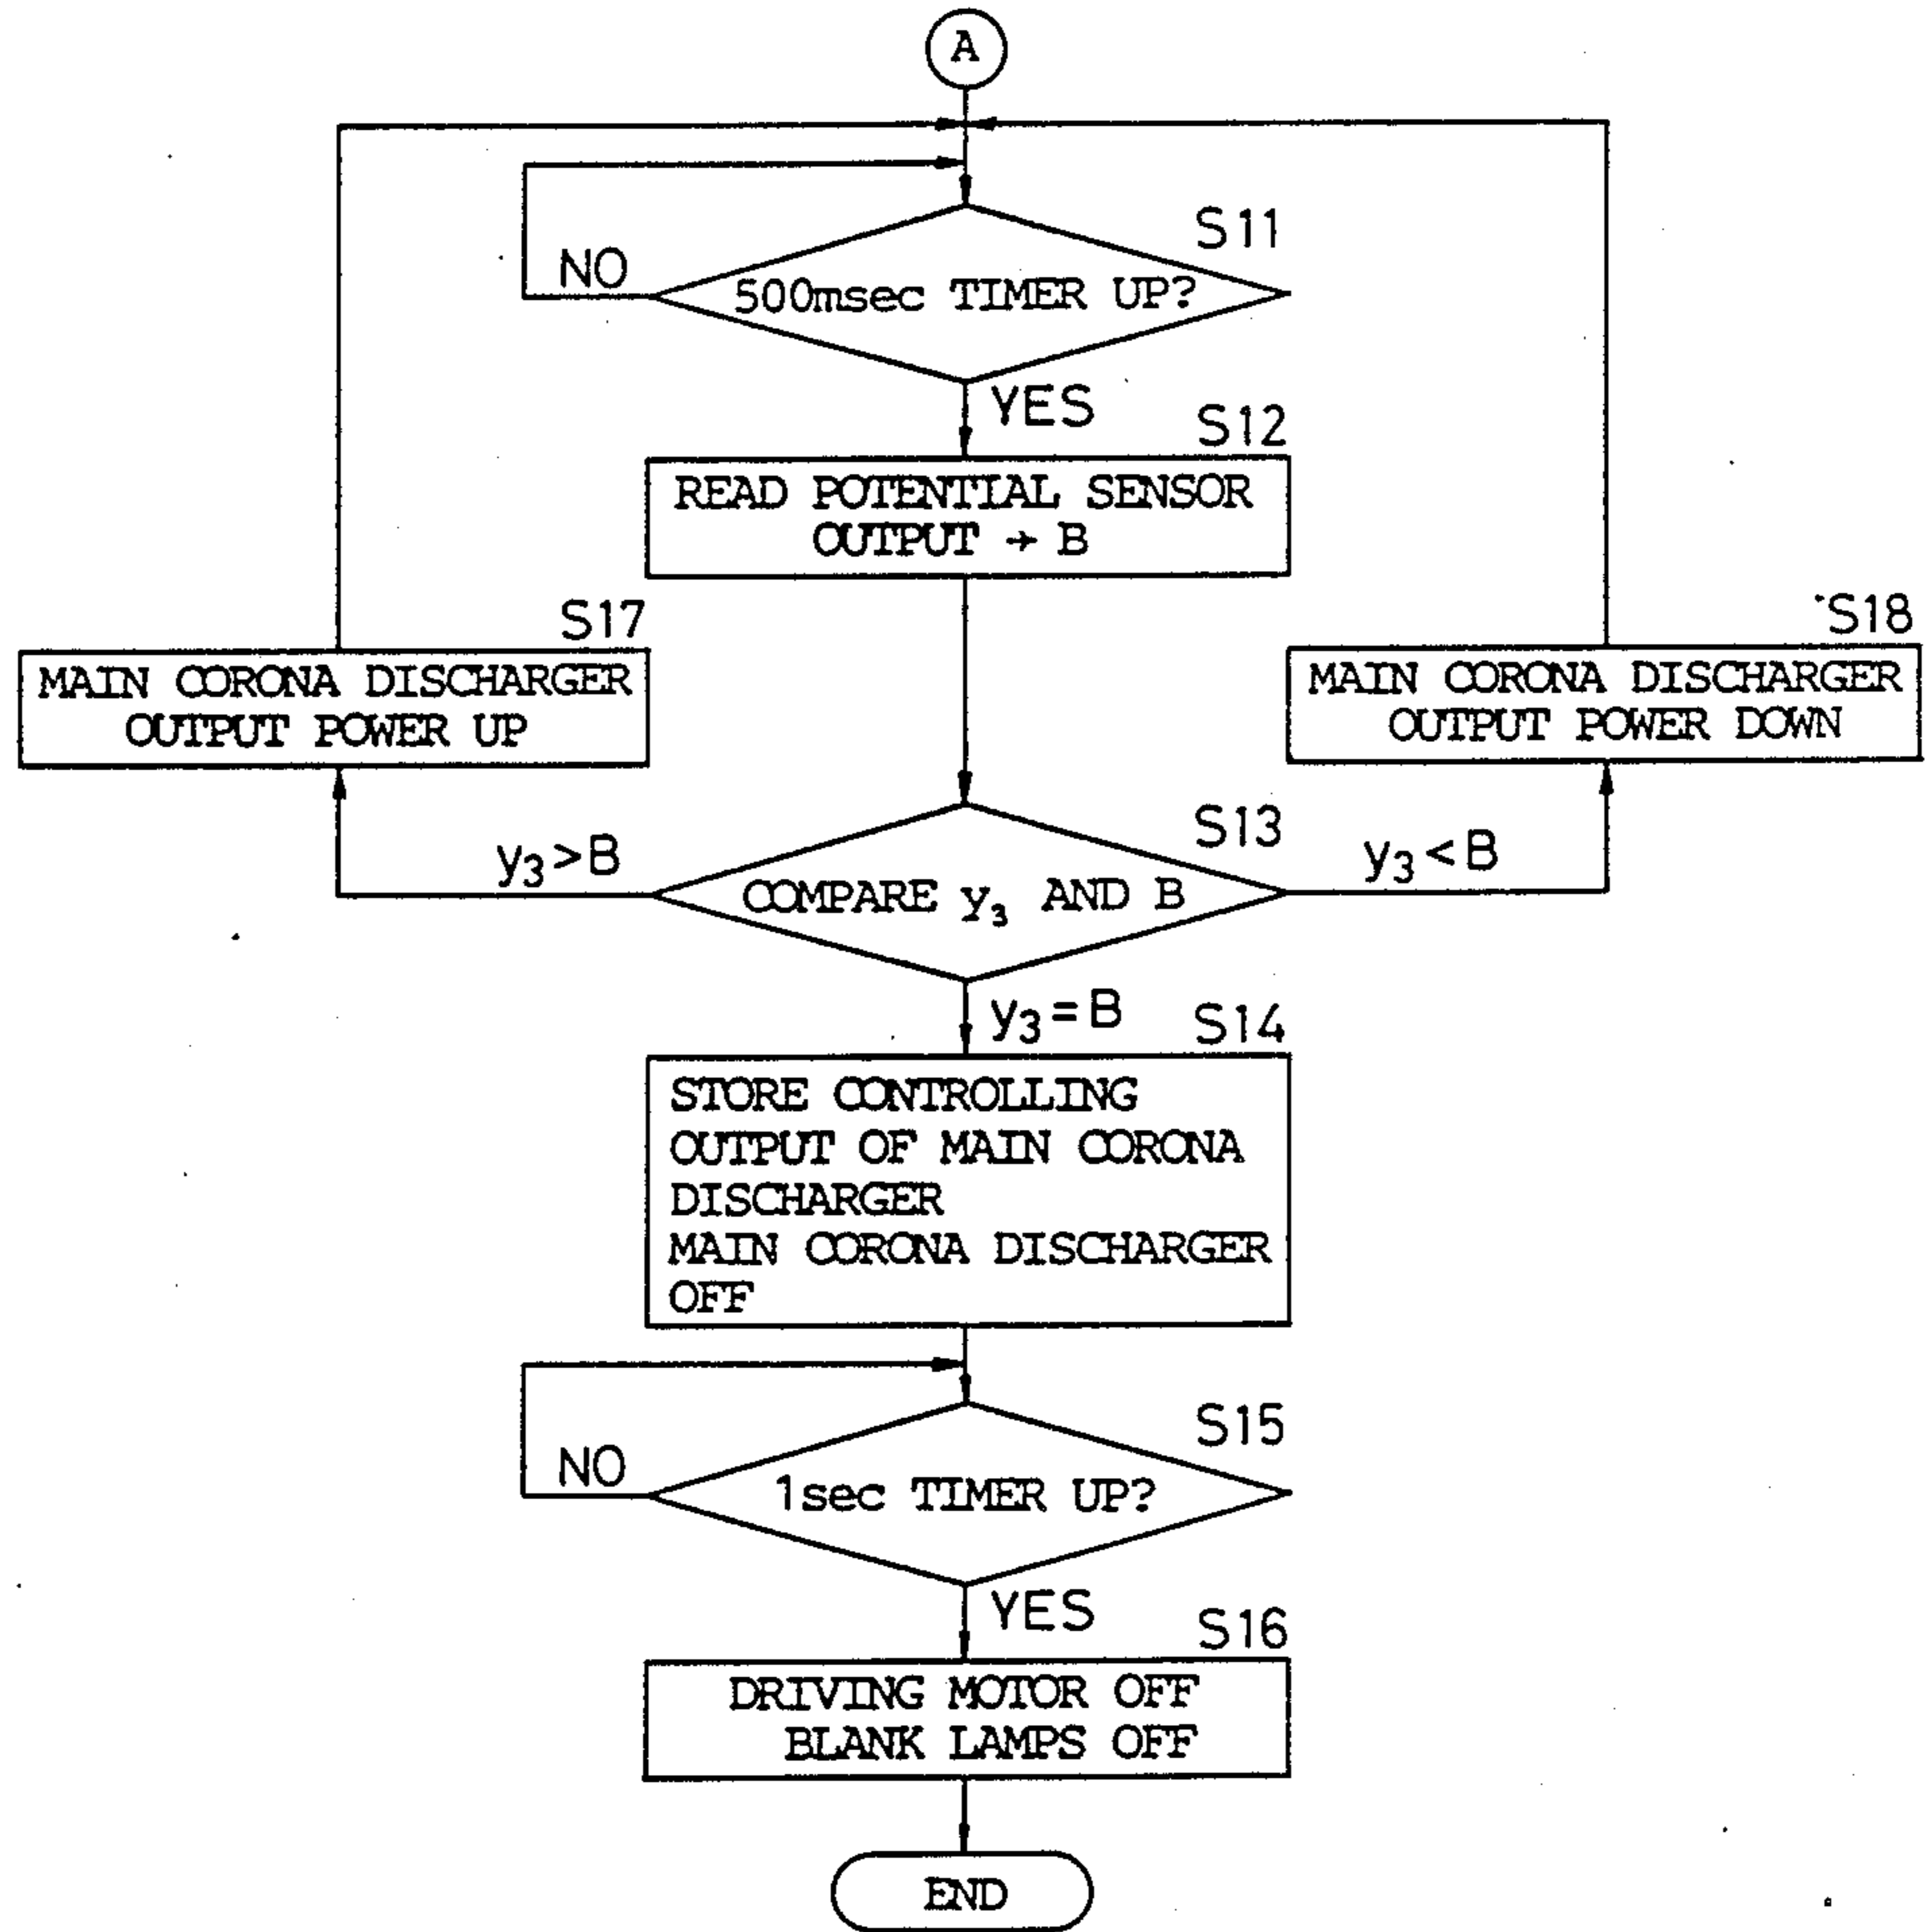 A
S11
NO
500msec TIMER UP?
YES
S12
READ POTENTIAL SENSOR
OUTPUT → B
S17
MAIN CORONA DISCHARGER
OUTPUT POWER UP
S18
MAIN CORONA DISCHARGER
OUTPUT POWER DOWN
S13
y₃>B
COMPARE y₃ AND B
y₃<B
y₃=B
S14
STORE CONTROLLING
OUTPUT OF MAIN CORONA
DISCHARGER
MAIN CORONA DISCHARGER
OFF
S15
NO
1sec TIMER UP?
YES
S16
DRIVING MOTOR OFF
BLANK LAMPS OFF
END